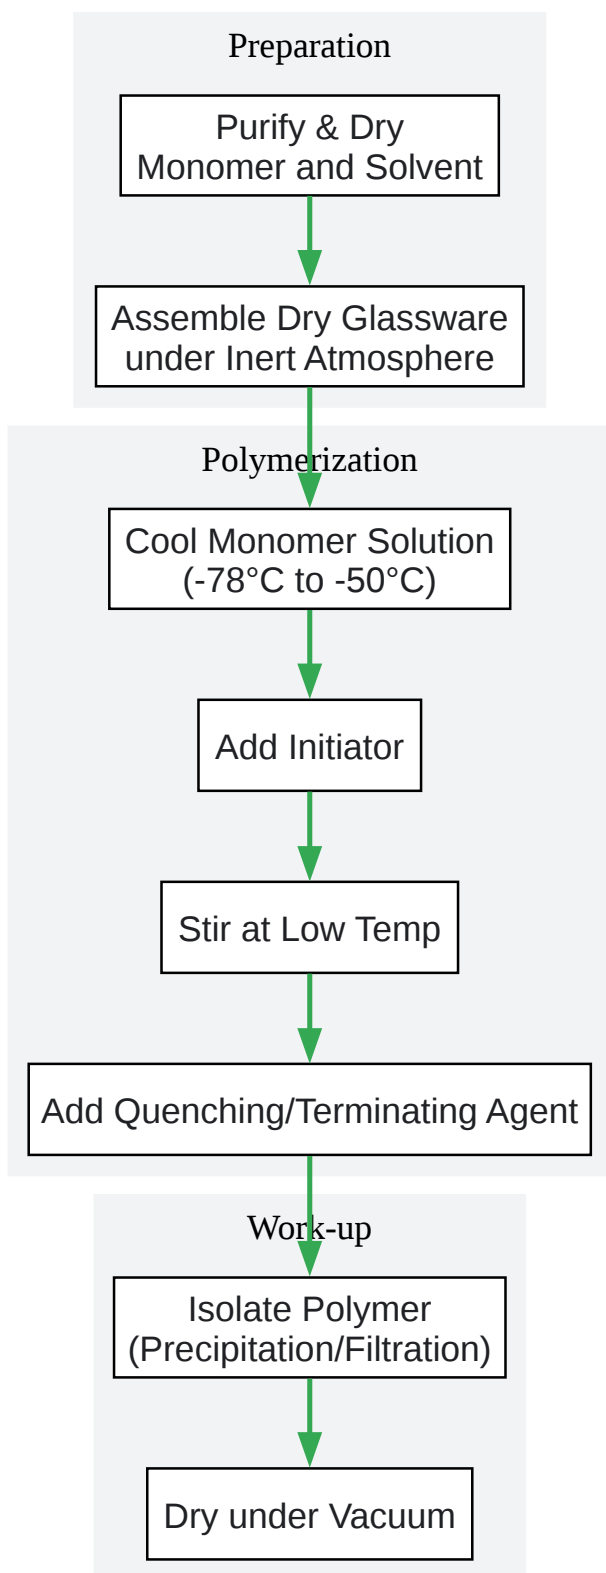 Preparation
Purify & Dry
Monomer and Solvent
Assemble Dry Glassware
under Inert Atmosphere
Polymerization
Cool Monomer Solution
(-78°C to -50°C)
Add Initiator
Stir at Low Temp
Add Quenching/Terminating Agent
Work-up
Isolate Polymer
(Precipitation/Filtration)
Dry under Vacuum